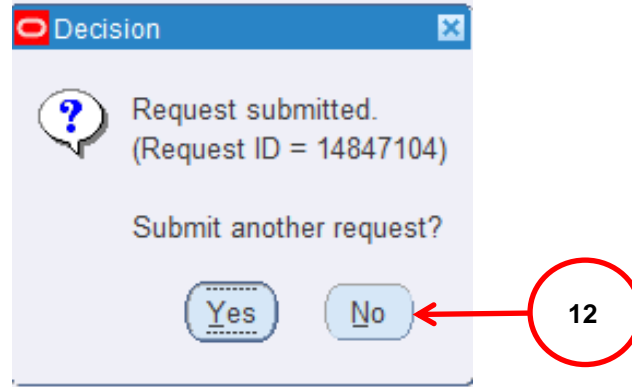 Decision
Request submitted.
(Request ID = 14847104)
Submit another request?
Yes No
12